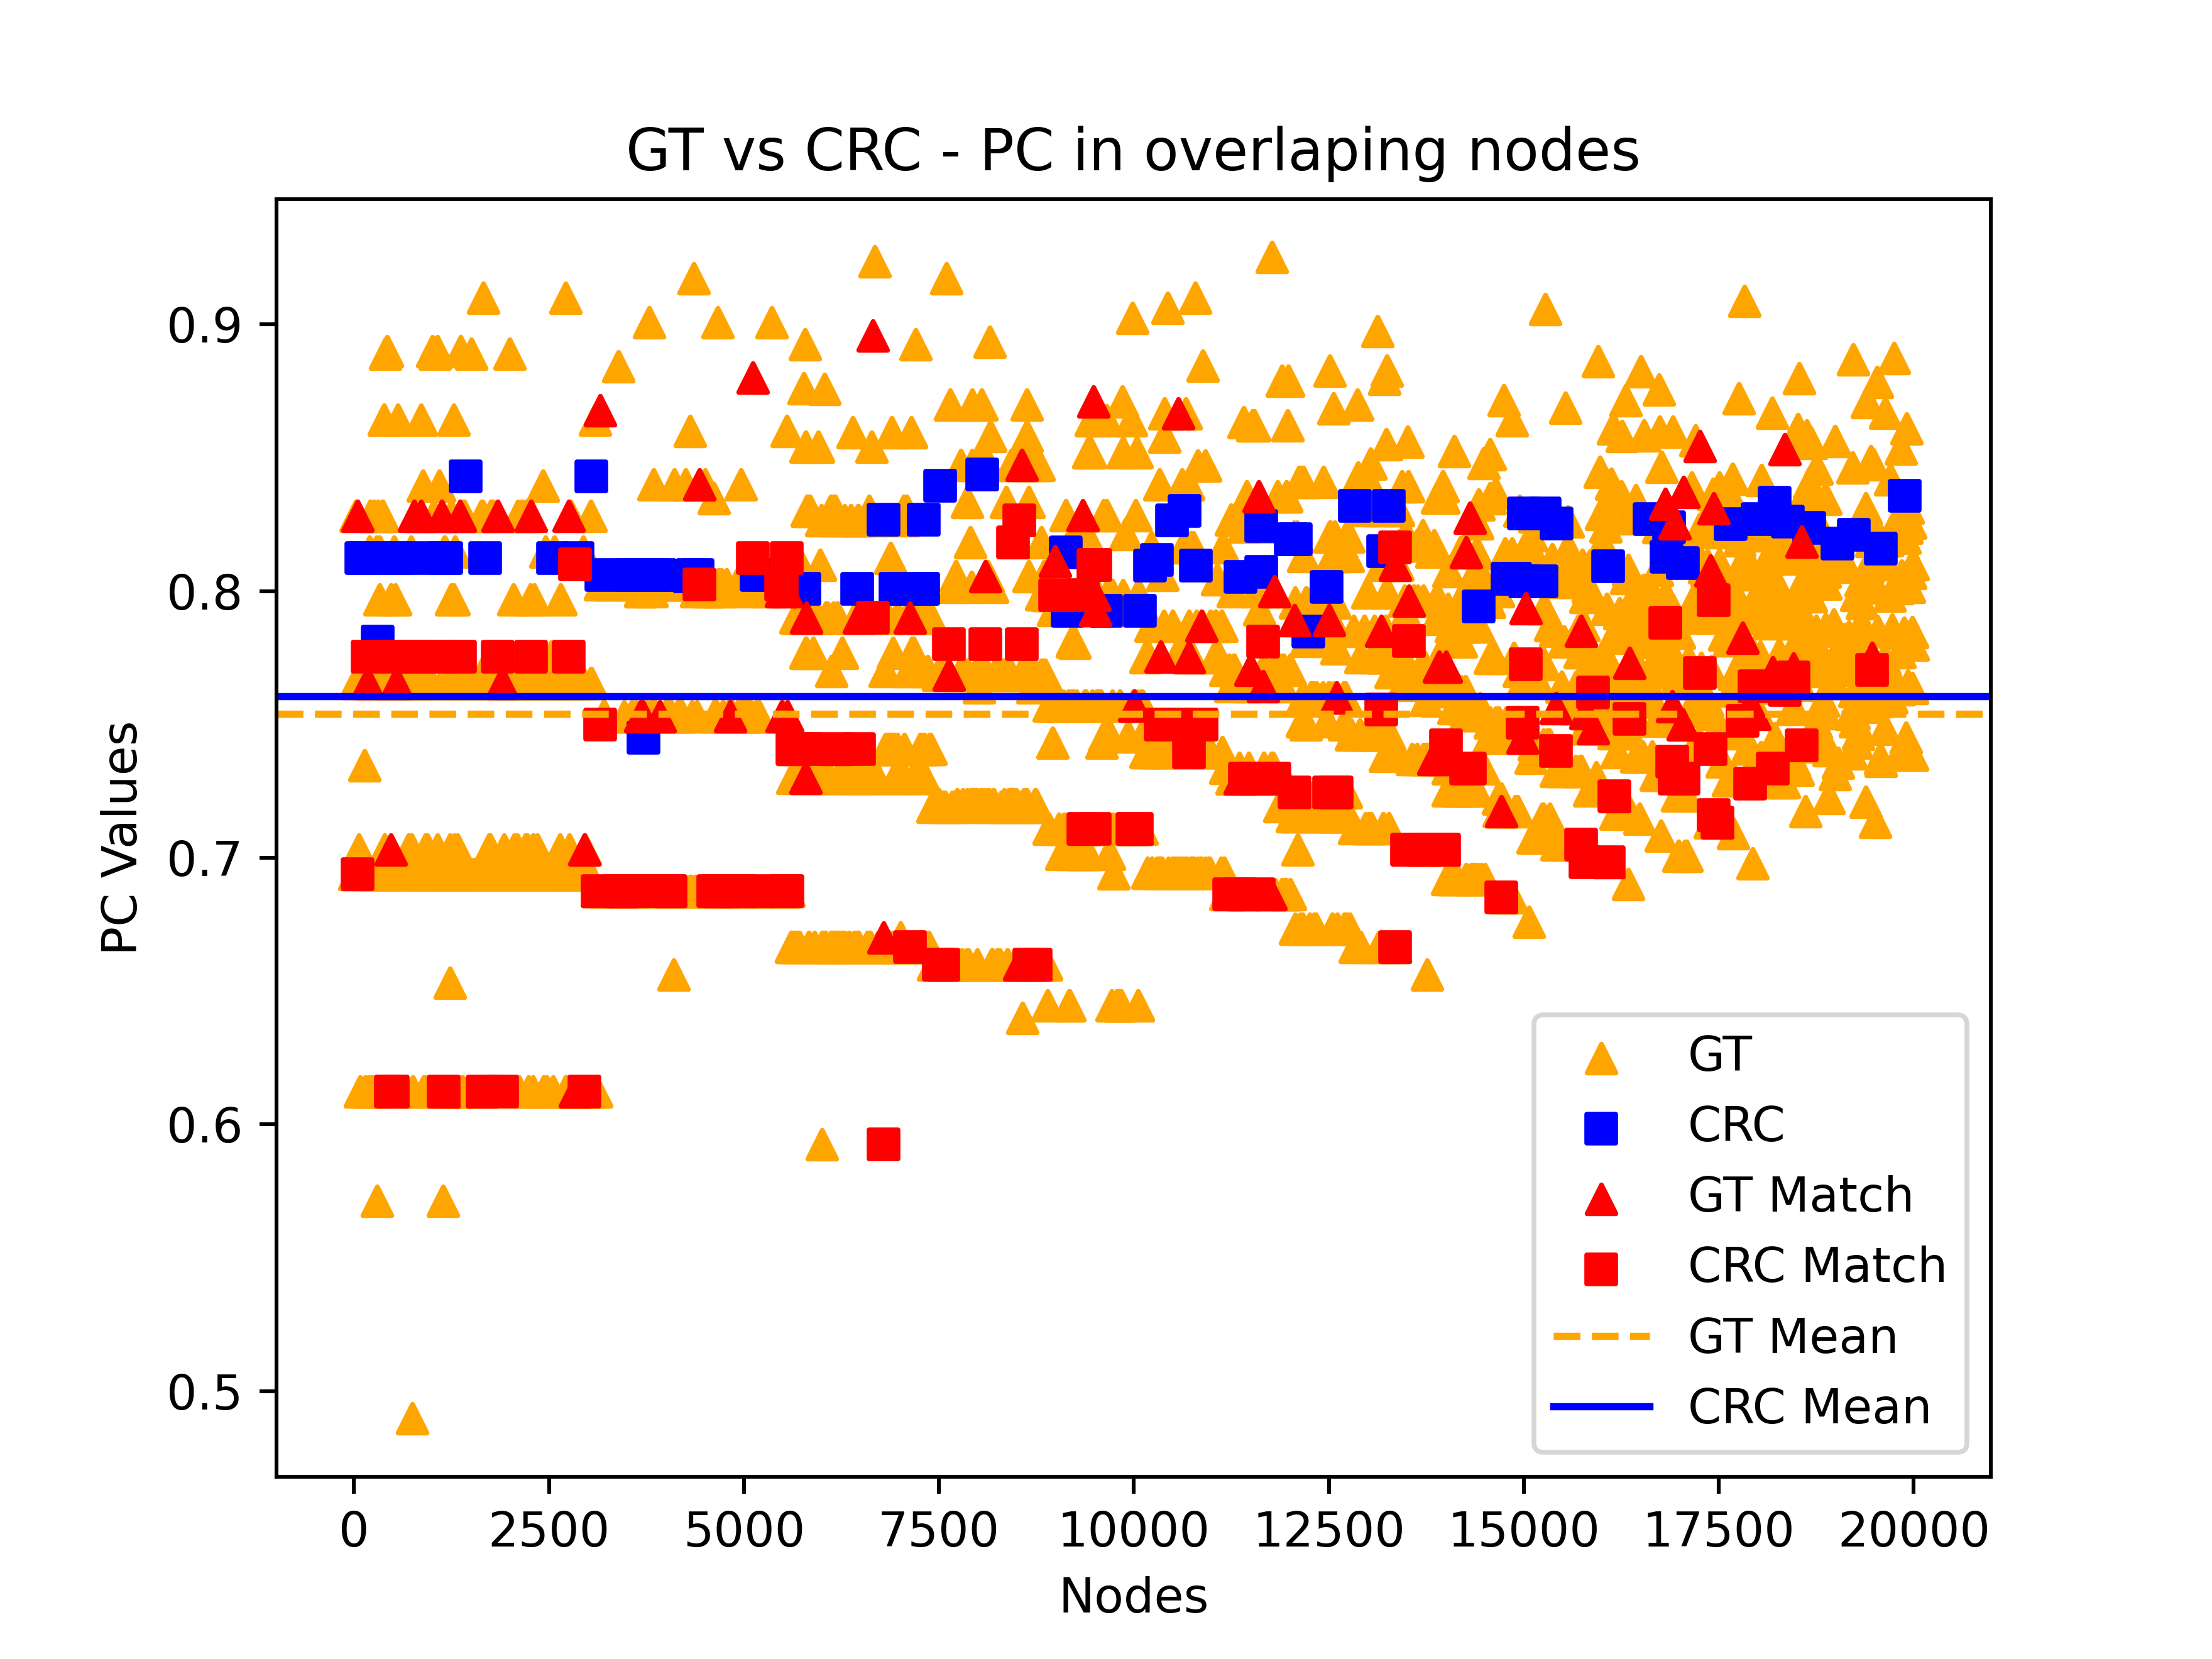 GT vs CRC - PC in overlaping nodes
PC Values
0.9
0.8
0.7
0.6
0.5
GT
CRC
GT Match
CRC Match
GT Mean
CRC Mean
0 2500 5000 7500 10000 12500 15000 17500 20000
Nodes